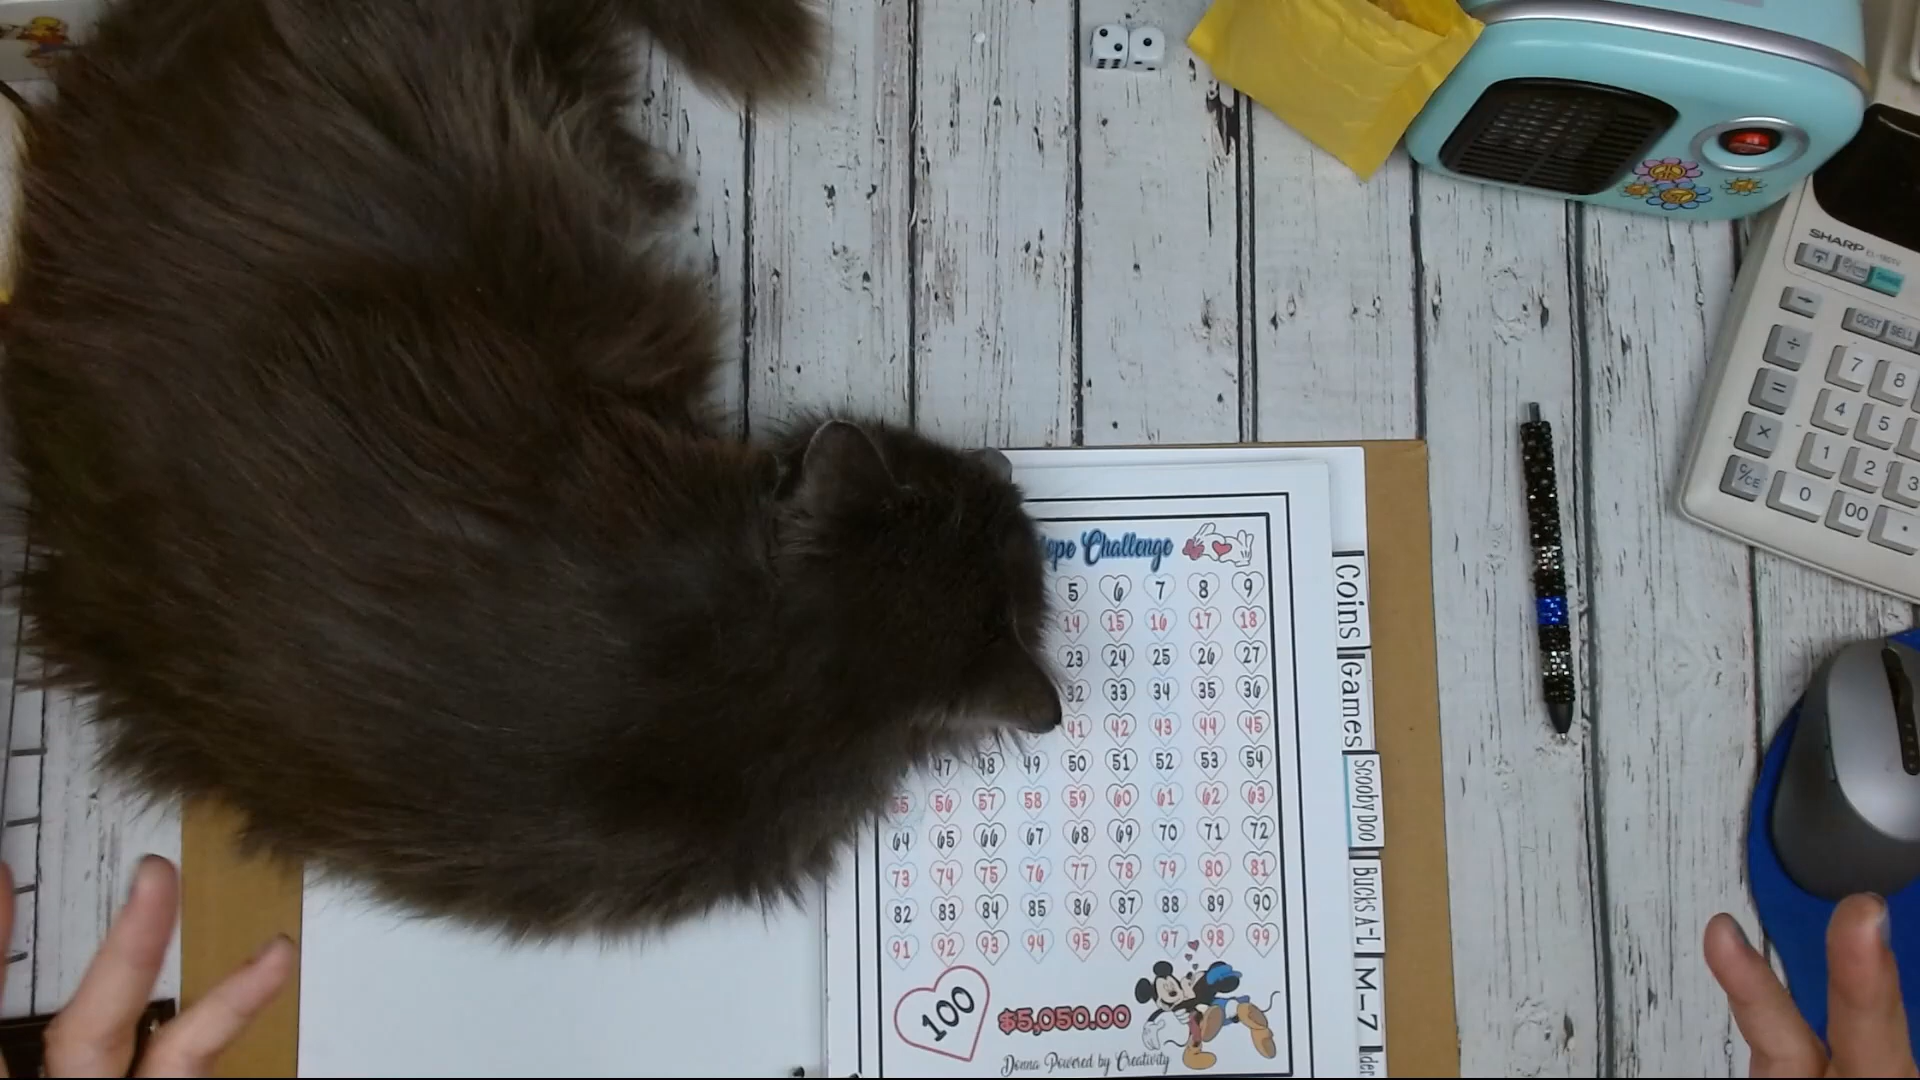 SHARP
COST SELL
÷ 7 8
= 4 5
× 1 2 3
C/CE 0 00 .
Challenge
5 6 7 8 9
14 15 16 17 18
23 24 25 26 27
32 33 34 35 36
41 42 43 44 45
47 48 49 50 51 52 53 54
55 56 57 58 59 60 61 62 63
64 65 66 67 68 69 70 71 72
73 74 75 76 77 78 79 80 81
82 83 84 85 86 87 88 89 90
91 92 93 94 95 96 97 98 99
100
$5,050.00
Donna Powered by Creativity
Coins
Games
Scooby Doo
Bucks A-L
M-7